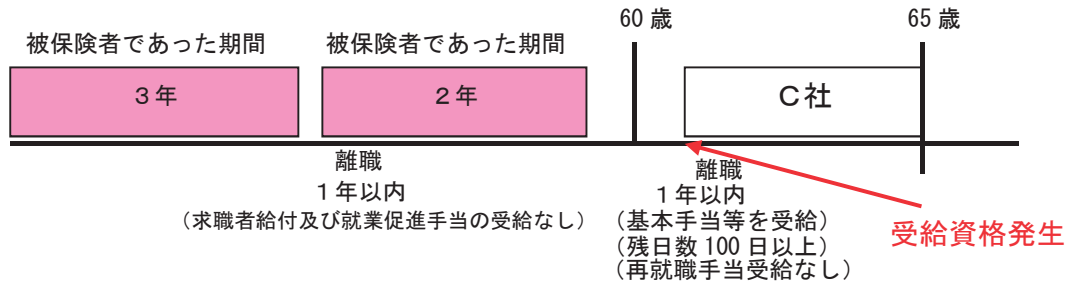 60 歳
65 歳
被保険者であった期間
被保険者であった期間
３年
２年
Ｃ社
離職
１年以内
（求職者給付及び就業促進手当の受給なし）
離職
１年以内
（基本手当等を受給）
（残日数 100 日以上）
（再就職手当受給なし）
受給資格発生